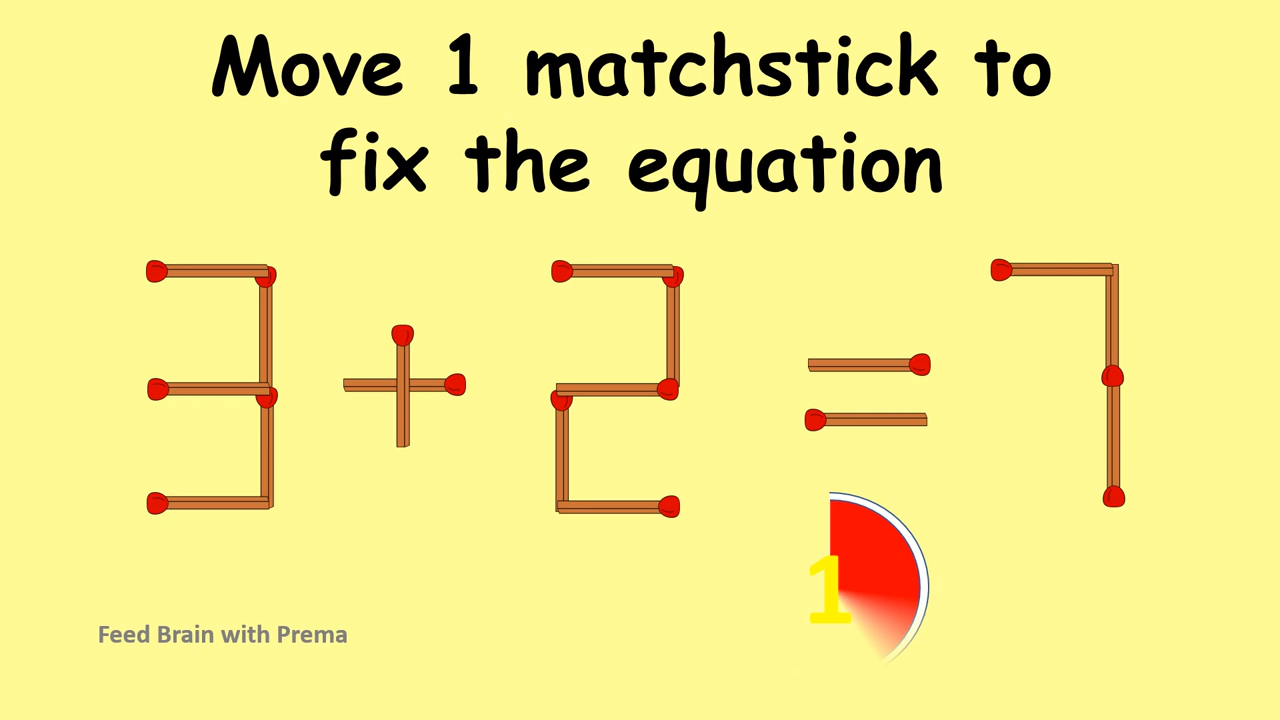 Move 1 matchstick to
fix the equation
3 + 2 = 7
1
Feed Brain with Prema